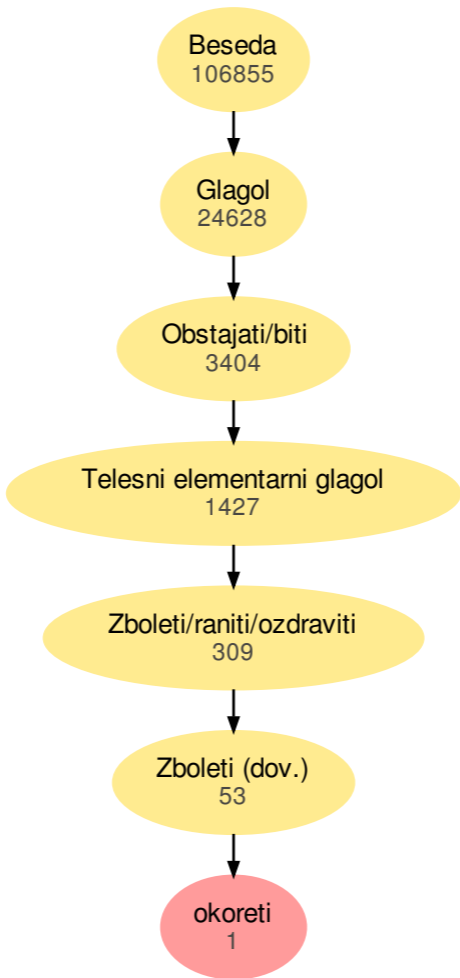 Beseda
106855
Glagol
24628
Obstajati/biti
3404
Telesni elementarni glagol
1427
Zboleti/raniti/ozdraviti
309
Zboleti (dov.)
53
okoreti
1